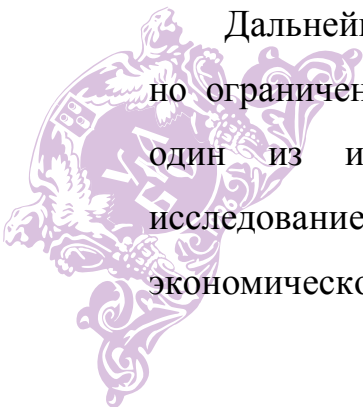 Дальней
но ограничен
один из и
исследование
экономическо